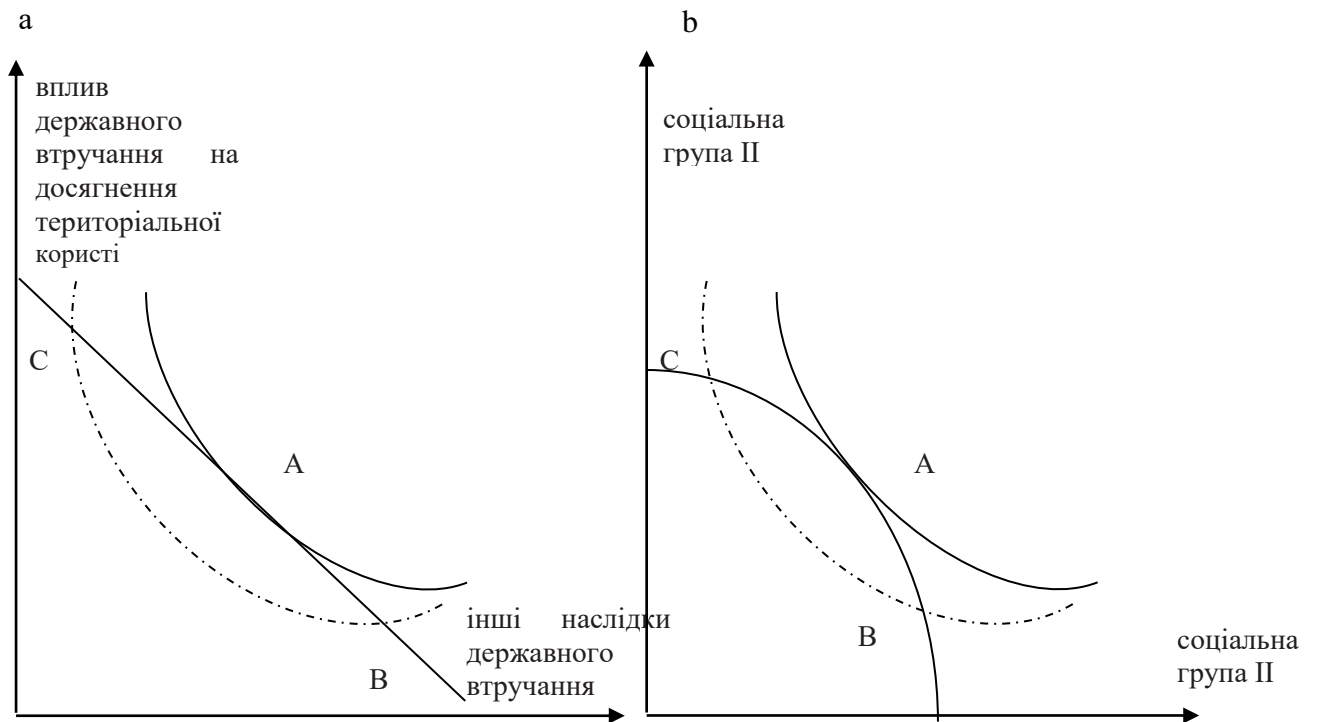 a
вплив
державного
втручання на
досягнення
територіальної
користі
C
A
B
інші наслідки
державного
втручання
b
соціальна
група II
C
A
B
соціальна
група II